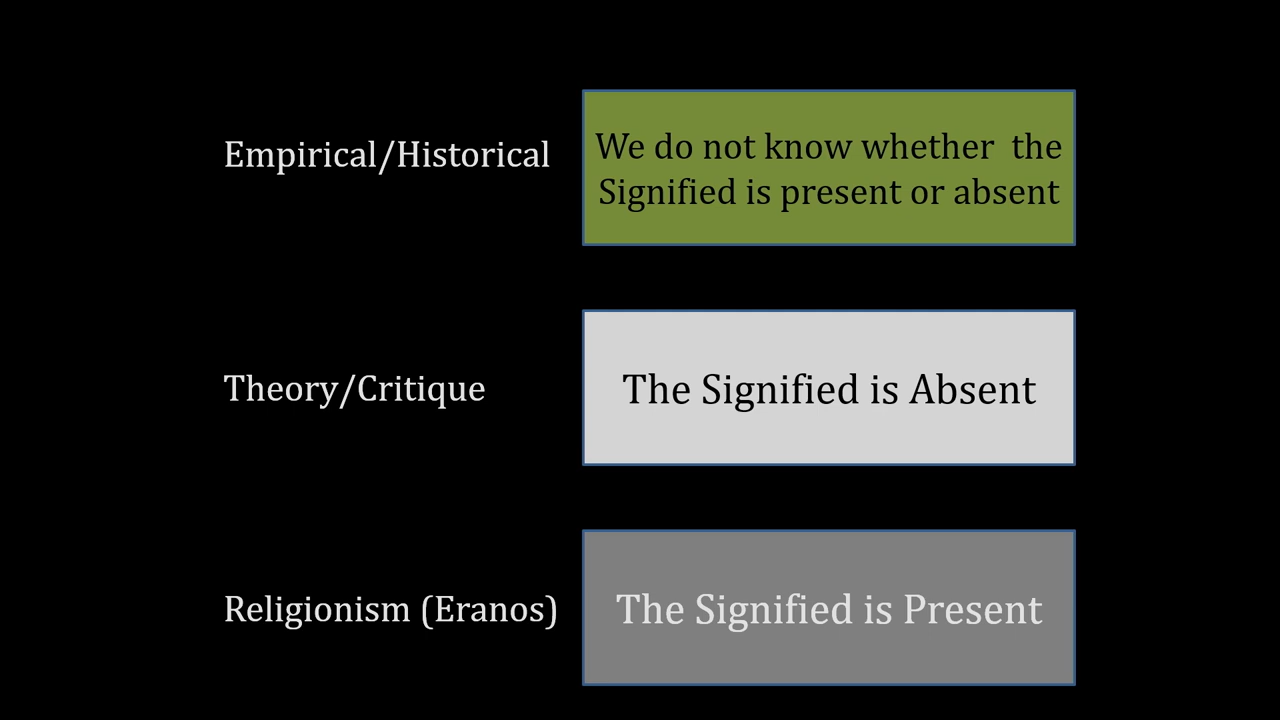 Empirical/Historical
We do not know whether  the
Signified is present or absent
Theory/Critique
The Signified is Absent
Religionism (Eranos)
The Signified is Present